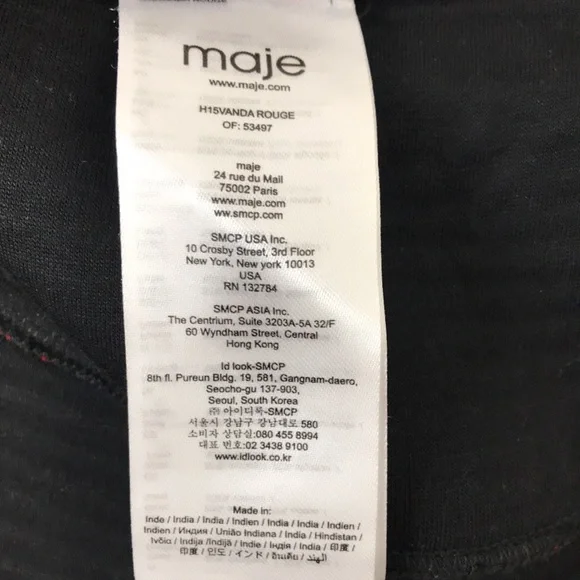 maje
www.maje.com
H15VANDA ROUGE
OF: 53497
maje
24 rue du Mail
75002 Paris
www.maje.com
ww.smcp.com
SMCP USA Inc.
10 Crosby Street, 3rd Floor
New York, New york 10013
USA
RN 132784
SMCP ASIA Inc.
The Centrium, Suite 3203A-5A 32/F
60 Wyndham Street, Central
Hong Kong
Id look-SMCP
8th fl. Pureun Bldg. 19, 581, Gangnam-daero,
Seocho-gu 137-903,
Seoul, South Korea
㈜ 아이디룩-SMCP
서울시 강남구 강남대로 580
소비자 상담실:080 455 8994
대표 번호:02 3438 9100
www.idlook.co.kr
Made in:
Inde / India / India / Indien / India / India / Indien /
Indien / Индия / União Indiana / India / Hindistan /
Ινδία / Indija /Indijā / Indie / Індія / India / 印度 /
印度 / 인도 / インド / อินเดีย / الهند